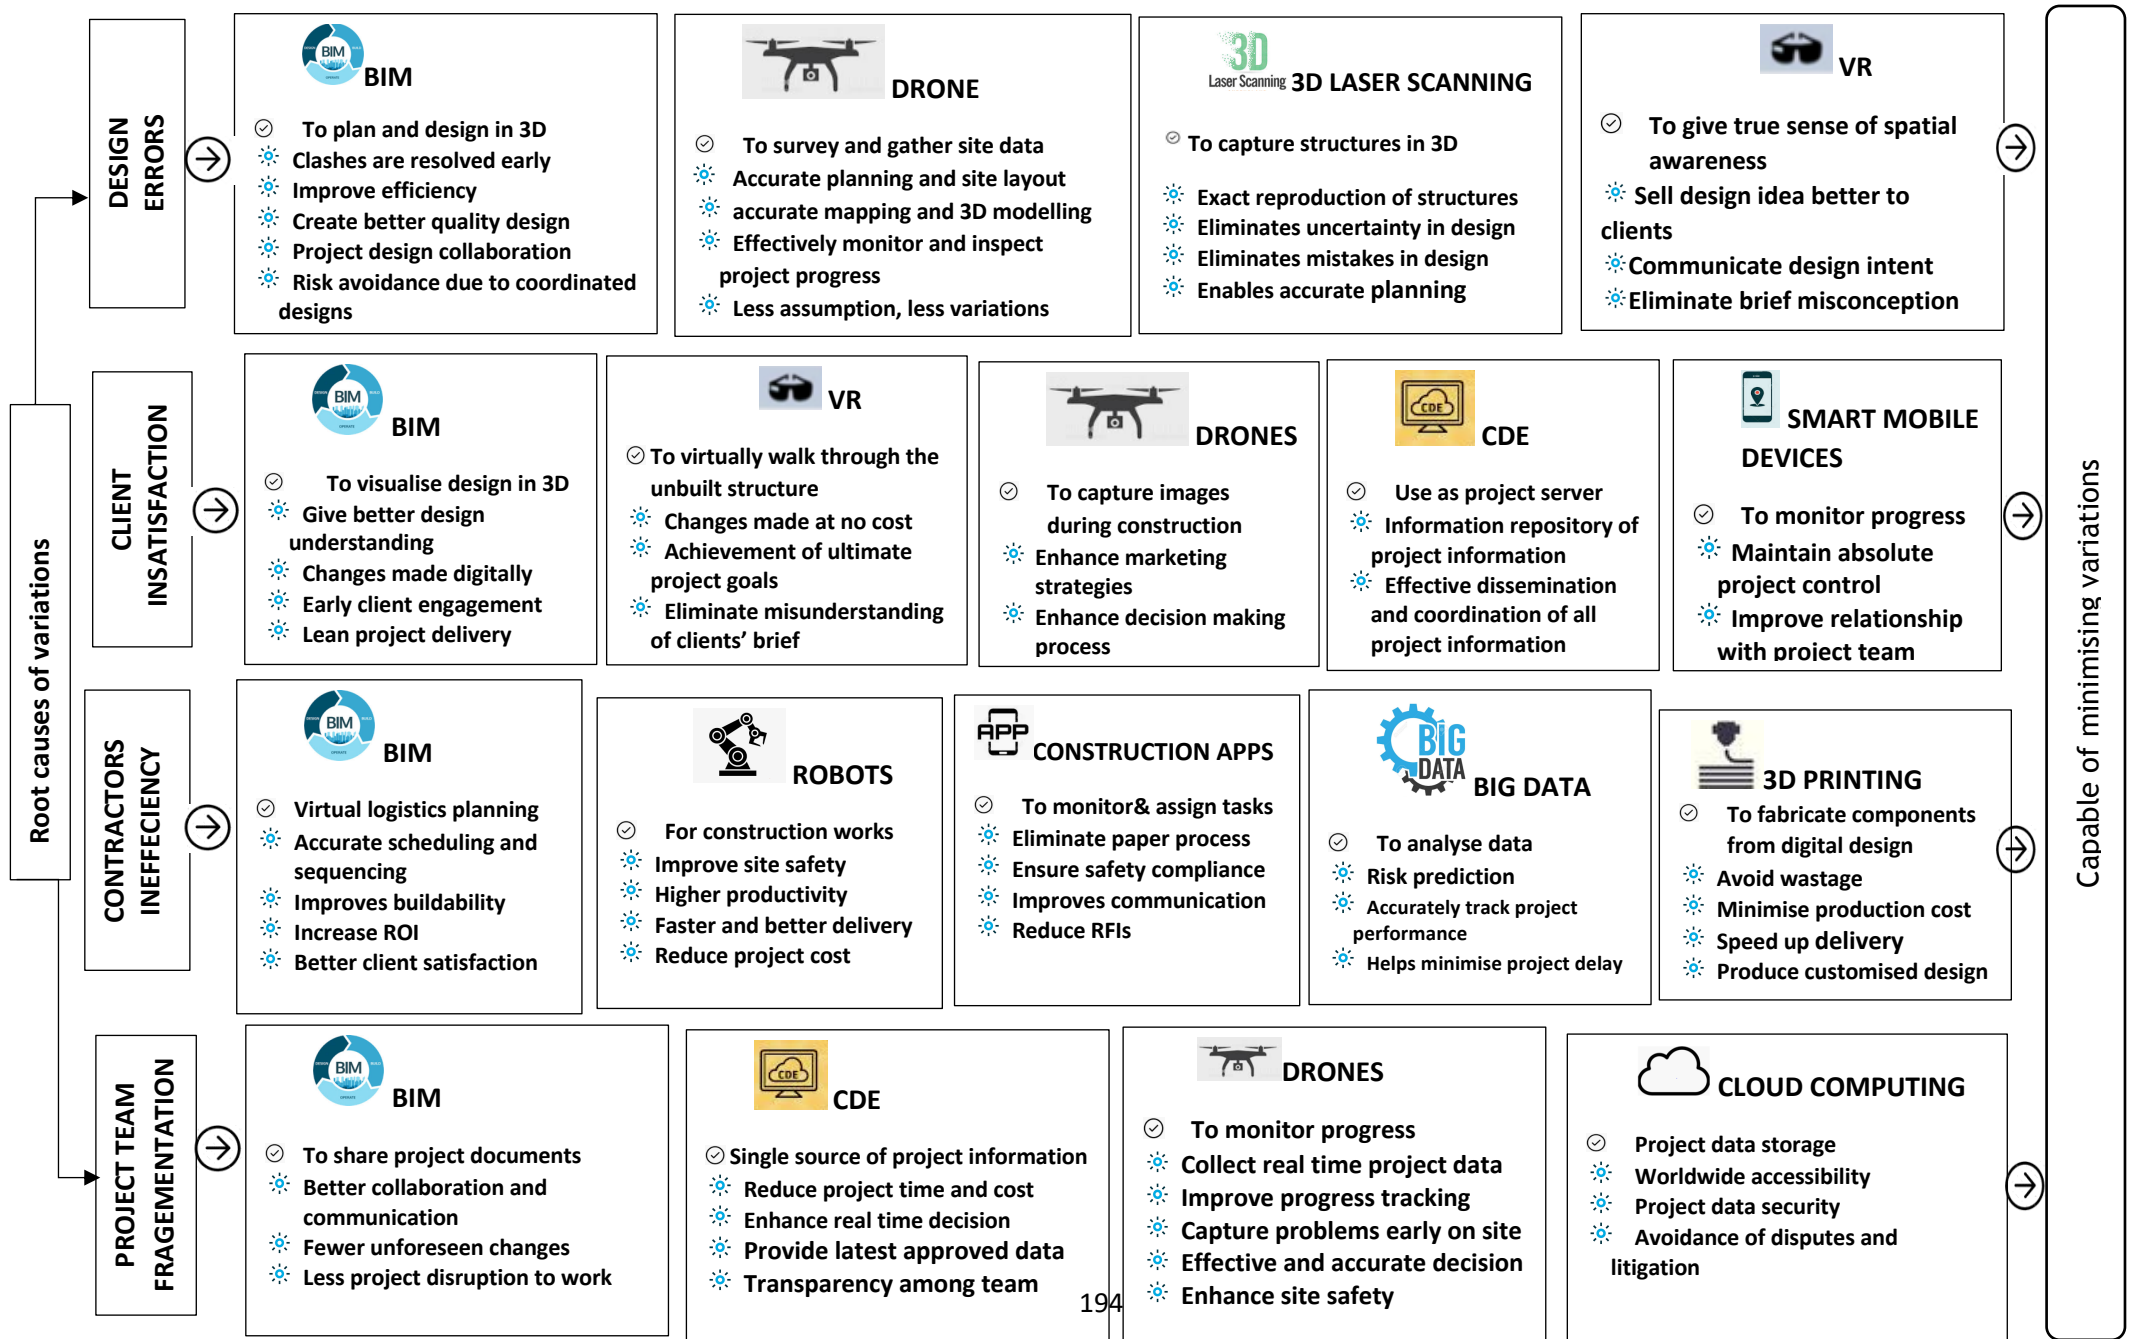 Root causes of variations
DESIGN
ERRORS
BIM
BIM
To plan and design in 3D
Clashes are resolved early
Improve efficiency
Create better quality design
Project design collaboration
Risk avoidance due to coordinated
designs
DRONE
To survey and gather site data
Accurate planning and site layout
accurate mapping and 3D modelling
Effectively monitor and inspect
project progress
Less assumption, less variations
3D
Laser Scanning
3D LASER SCANNING
To capture structures in 3D
Exact reproduction of structures
Eliminates uncertainty in design
Eliminates mistakes in design
Enables accurate planning
VR
To give true sense of spatial
awareness
Sell design idea better to
clients
Communicate design intent
Eliminate brief misconception
CLIENT
INSATISFACTION
BIM
OPERATE
BIM
To visualise design in 3D
Give better design
understanding
Changes made digitally
Early client engagement
Lean project delivery
VR
To virtually walk through the
unbuilt structure
Changes made at no cost
Achievement of ultimate
project goals
Eliminate misunderstanding
of clients’ brief
DRONES
To capture images
during construction
Enhance marketing
strategies
Enhance decision making
process
CDE
CDE
Use as project server
Information repository of
project information
Effective dissemination
and coordination of all
project information
SMART MOBILE
DEVICES
To monitor progress
Maintain absolute
project control
Improve relationship
with project team
CONTRACTORS
INEFFECIENCY
BIM
BIM
Virtual logistics planning
Accurate scheduling and
sequencing
Improves buildability
Increase ROI
Better client satisfaction
ROBOTS
For construction works
Improve site safety
Higher productivity
Faster and better delivery
Reduce project cost
APP
CONSTRUCTION APPS
To monitor& assign tasks
Eliminate paper process
Ensure safety compliance
Improves communication
Reduce RFIs
BIG
DATA
BIG DATA
To analyse data
Risk prediction
Accurately track project
performance
Helps minimise project delay
3D PRINTING
To fabricate components
from digital design
Avoid wastage
Minimise production cost
Speed up delivery
Produce customised design
PROJECT TEAM
FRAGEMENTATION
BIM
BIM
To share project documents
Better collaboration and
communication
Fewer unforeseen changes
Less project disruption to work
CDE
CDE
Single source of project information
Reduce project time and cost
Enhance real time decision
Provide latest approved data
Transparency among team
DRONES
To monitor progress
Collect real time project data
Improve progress tracking
Capture problems early on site
Effective and accurate decision
Enhance site safety
CLOUD COMPUTING
Project data storage
Worldwide accessibility
Project data security
Avoidance of disputes and
litigation
Capable of minimising variations
194